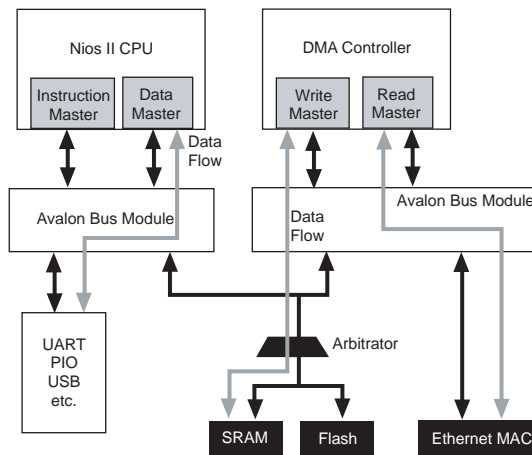 Nios II CPU
DMA Controller
Instruction
Master
Data
Master
Write
Master
Read
Master
Data
Flow
Avalon Bus Module
Avalon Bus Module
Data
Flow
UART
PIO
USB
etc.
Arbitrator
SRAM
Flash
Ethernet MAC